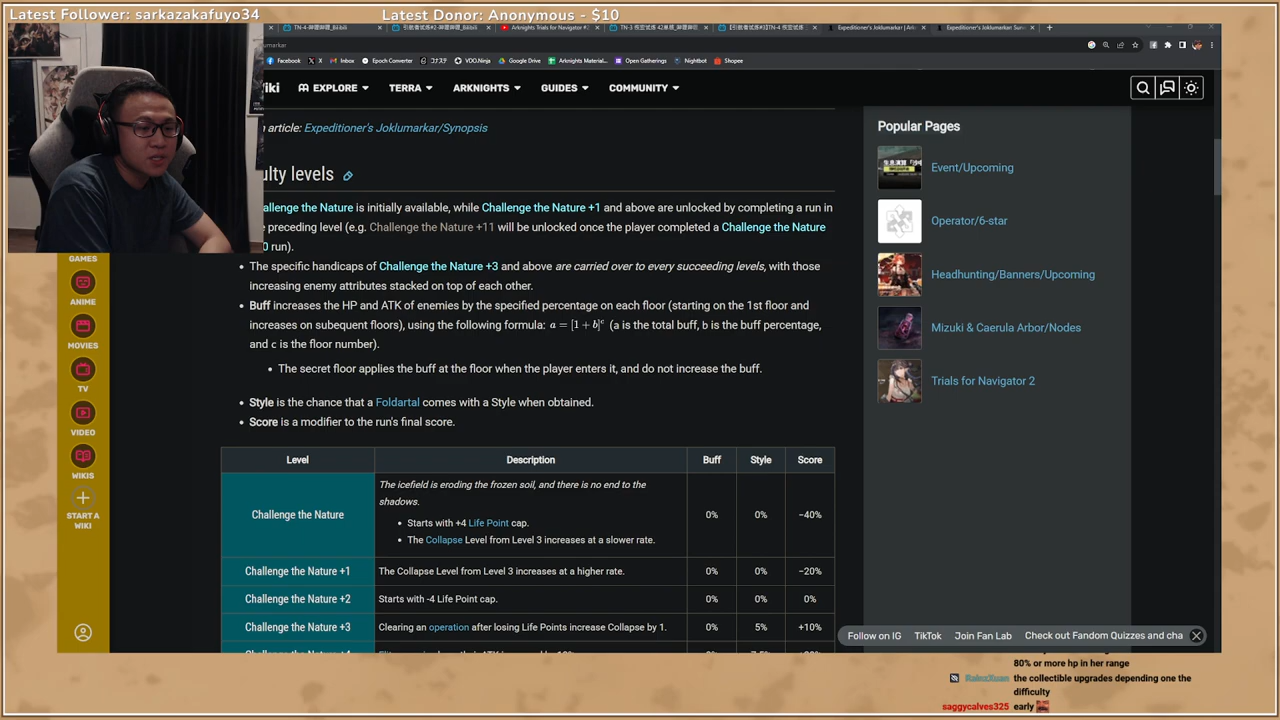 Latest Follower: sarkazakafuyo34
Latest Donor: Anonymous - $10
Arknights Trials for Navigator #2
Expeditioner's Joklumarkar | Ark
Expeditioner's Joklumarkar Sur
Facebook
X
Inbox
Epoch Converter
コナステ
VDO.Ninja
Google Drive
Arknights Material...
Open Gatherings
Nightbot
Shopee
iki
EXPLORE
TERRA
ARKNIGHTS
GUIDES
COMMUNITY
n article: Expeditioner's Joklumarkar/Synopsis
ulty levels
allenge the Nature is initially available, while Challenge the Nature +1 and above are unlocked by completing a run in
e preceding level (e.g. Challenge the Nature +11 will be unlocked once the player completed a Challenge the Nature
0 run).
• The specific handicaps of Challenge the Nature +3 and above are carried over to every succeeding levels, with those
increasing enemy attributes stacked on top of each other.
• Buff increases the HP and ATK of enemies by the specified percentage on each floor (starting on the 1st floor and
increases on subequent floors), using the following formula: a = [1 + b]^c (a is the total buff, b is the buff percentage,
and c is the floor number).
• The secret floor applies the buff at the floor when the player enters it, and do not increase the buff.
• Style is the chance that a Foldartal comes with a Style when obtained.
• Score is a modifier to the run's final score.
Level Description Buff Style Score
The icefield is eroding the frozen soil, and there is no end to the
shadows.
Challenge the Nature 0% 0% −40%
• Starts with +4 Life Point cap.
• The Collapse Level from Level 3 increases at a slower rate.
Challenge the Nature +1 The Collapse Level from Level 3 increases at a higher rate. 0% 0% −20%
Challenge the Nature +2 Starts with -4 Life Point cap. 0% 0% 0%
Challenge the Nature +3 Clearing an operation after losing Life Points increase Collapse by 1. 0% 5% +10%
GAMES
ANIME
MOVIES
TV
VIDEO
WIKIS
START A
WIKI
Popular Pages
Event/Upcoming
Operator/6-star
Headhunting/Banners/Upcoming
Mizuki & Caerula Arbor/Nodes
Trials for Navigator 2
Follow on IG
TikTok
Join Fan Lab
Check out Fandom Quizzes and cha
80% or more hp in her range
the collectible upgrades depending one the
difficulty
saggycalves325 early